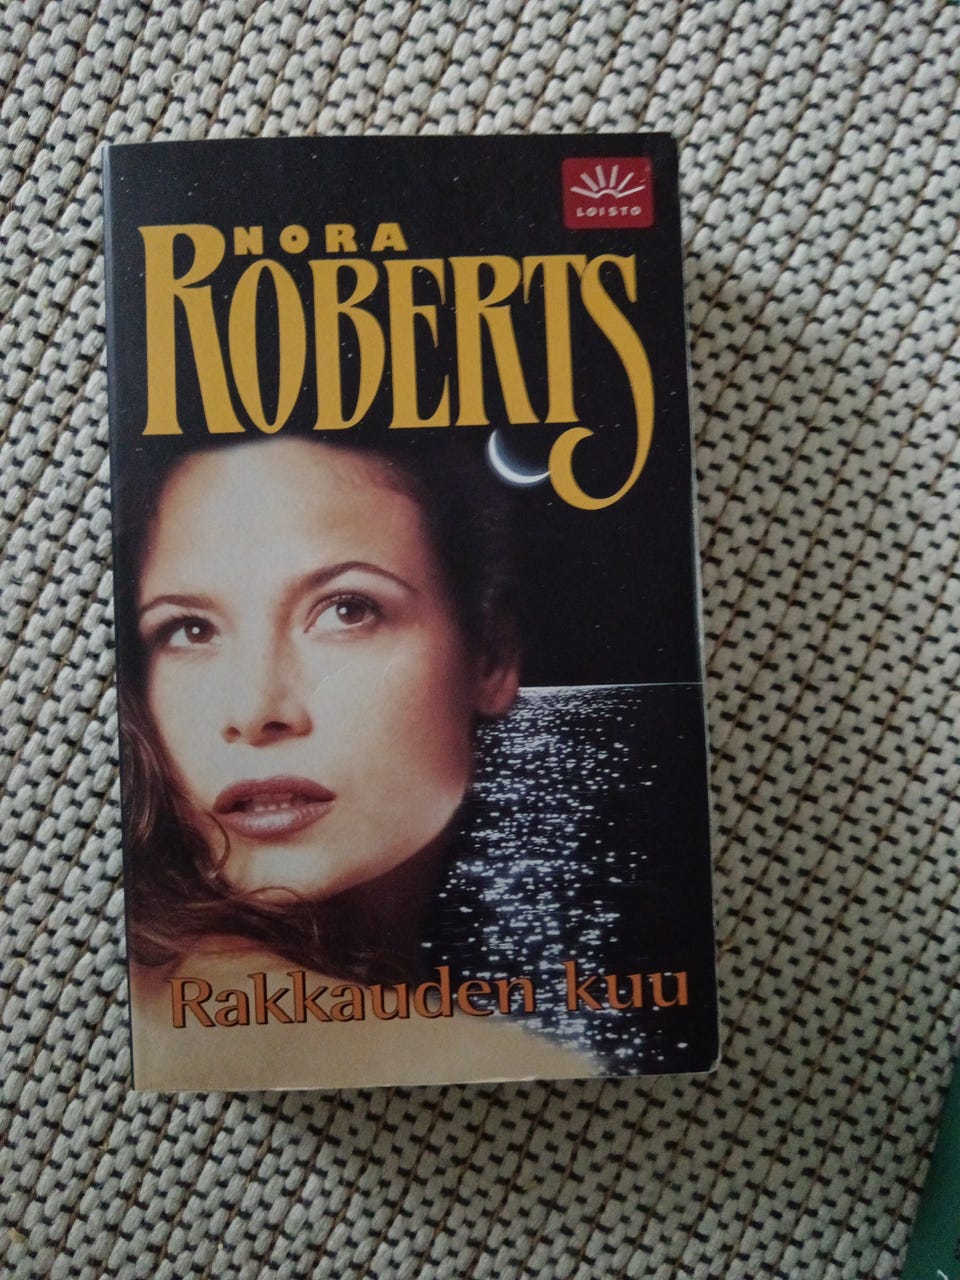 LOISTO
NORA
ROBERTS
Rakkauden kuu